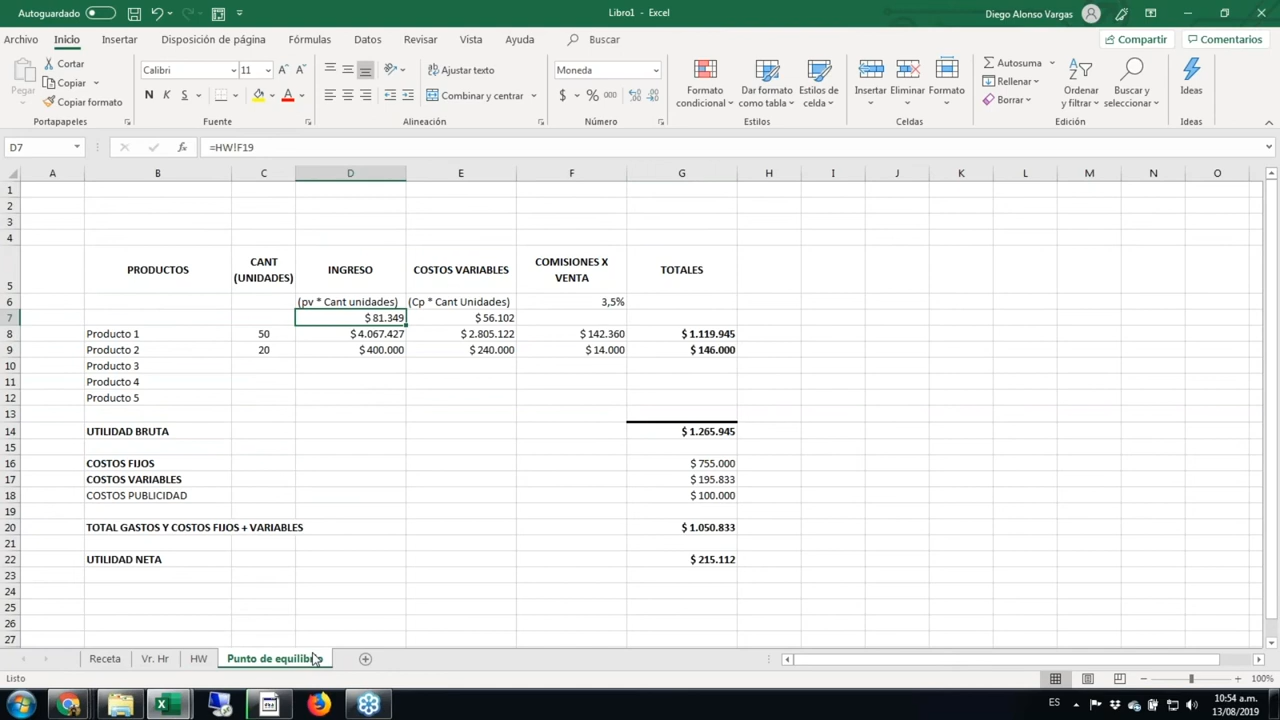 Autoguardado
Libro1 - Excel
Diego Alonso Vargas
Archivo Inicio Insertar Disposición de página Fórmulas Datos Revisar Vista Ayuda Buscar
Compartir Comentarios
Pegar
Cortar
Copiar
Copiar formato
Portapapeles
Calibri 11
N K S
Fuente
Ajustar texto
Combinar y centrar
Alineación
Moneda
$ % 000
Número
Formato condicional
Dar formato como tabla
Estilos de celda
Estilos
Insertar Eliminar Formato
Celdas
Autosuma
Rellenar
Borrar
Ordenar y filtrar
Buscar y seleccionar
Edición
Ideas
Ideas
D7 fx =HW!F19
A B C D E F G H I J K L M N O
1
2
3
4
5 PRODUCTOS CANT (UNIDADES) INGRESO COSTOS VARIABLES COMISIONES X VENTA TOTALES
6 (pv * Cant unidades) (Cp * Cant Unidades) 3,5%
7 $ 81.349 $ 56.102
8 Producto 1 50 $ 4.067.427 $ 2.805.122 $ 142.360 $ 1.119.945
9 Producto 2 20 $ 400.000 $ 240.000 $ 14.000 $ 146.000
10 Producto 3
11 Producto 4
12 Producto 5
13
14 UTILIDAD BRUTA $ 1.265.945
15
16 COSTOS FIJOS $ 755.000
17 COSTOS VARIABLES $ 195.833
18 COSTOS PUBLICIDAD $ 100.000
19
20 TOTAL GASTOS Y COSTOS FIJOS + VARIABLES $ 1.050.833
21
22 UTILIDAD NETA $ 215.112
23
24
25
26
27
Receta Vr. Hr HW Punto de equilibrio
Listo
100%
ES
10:54 a.m.
13/08/2019